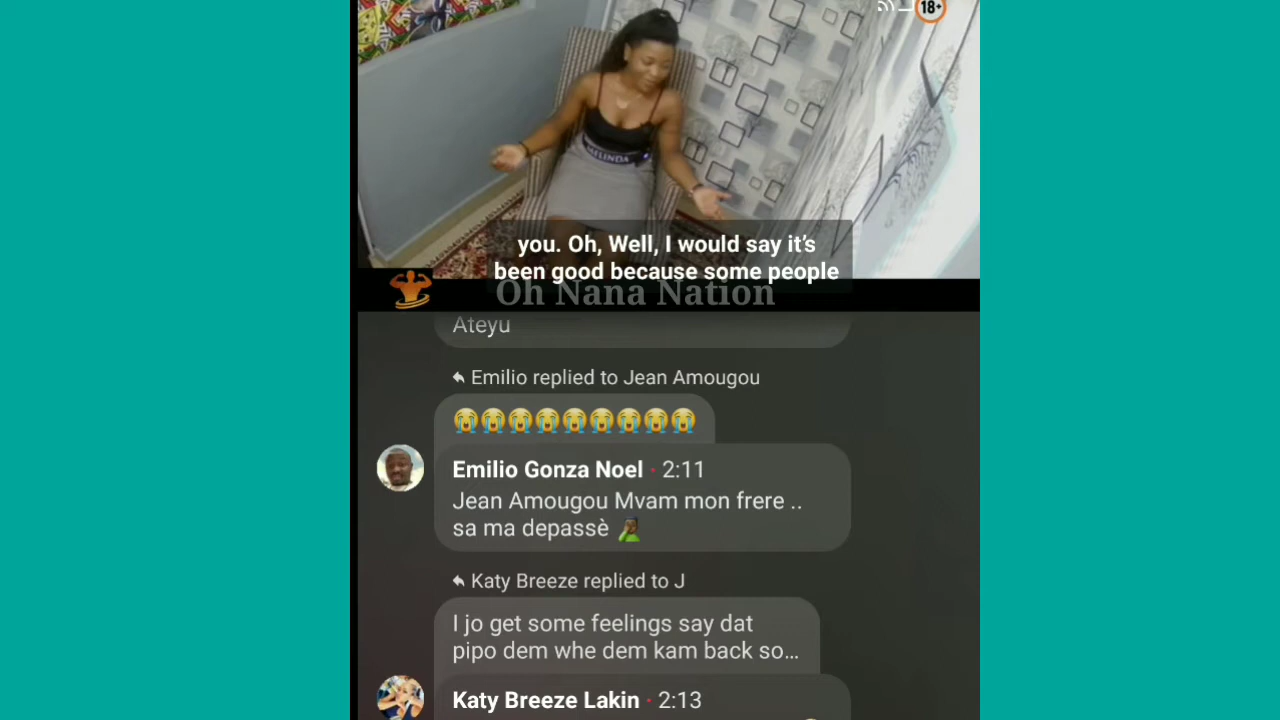 18+
MELINDA
you. Oh, Well, I would say it's
been good because some people
Oh Nana Nation
Ateyu
Emilio replied to Jean Amougou
😭😭😭😭😭😭😭😭😭
Emilio Gonza Noel · 2:11
Jean Amougou Mvam mon frere ..
sa ma depassè
Katy Breeze replied to J
I jo get some feelings say dat
pipo dem whe dem kam back so...
Katy Breeze Lakin · 2:13